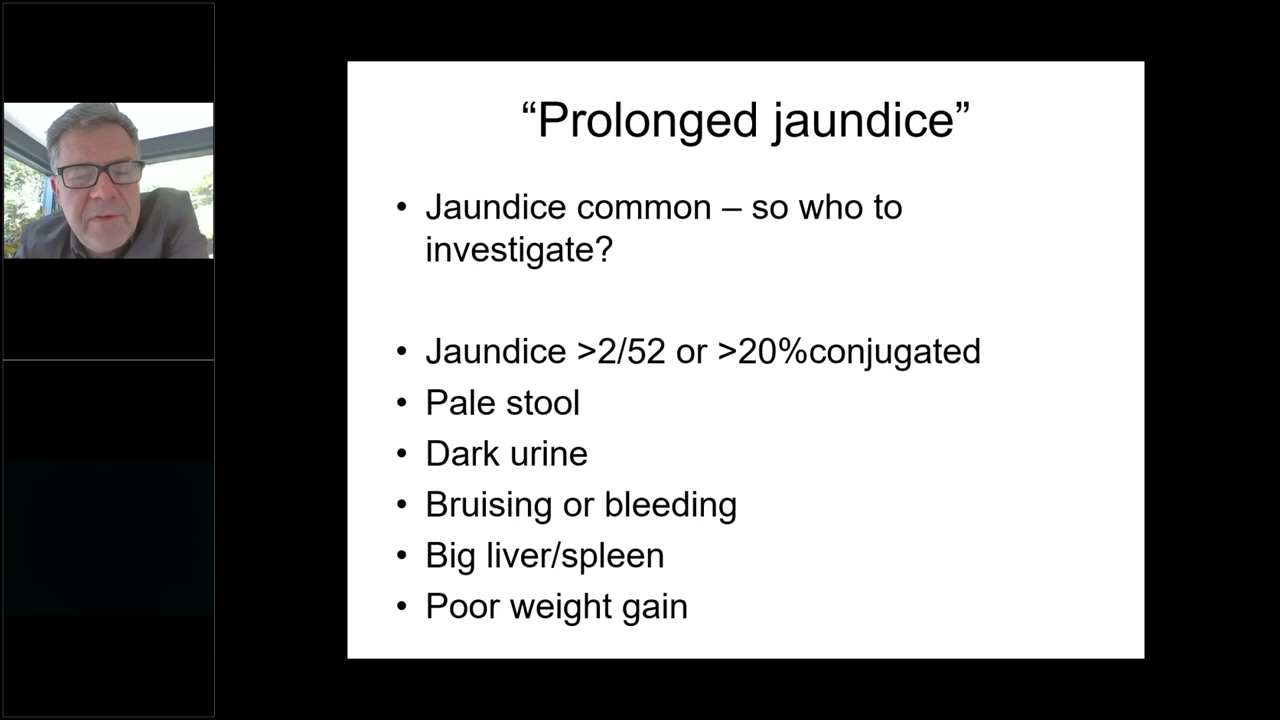 “Prolonged jaundice”
• Jaundice common – so who to
investigate?
• Jaundice >2/52 or >20%conjugated
• Pale stool
• Dark urine
• Bruising or bleeding
• Big liver/spleen
• Poor weight gain